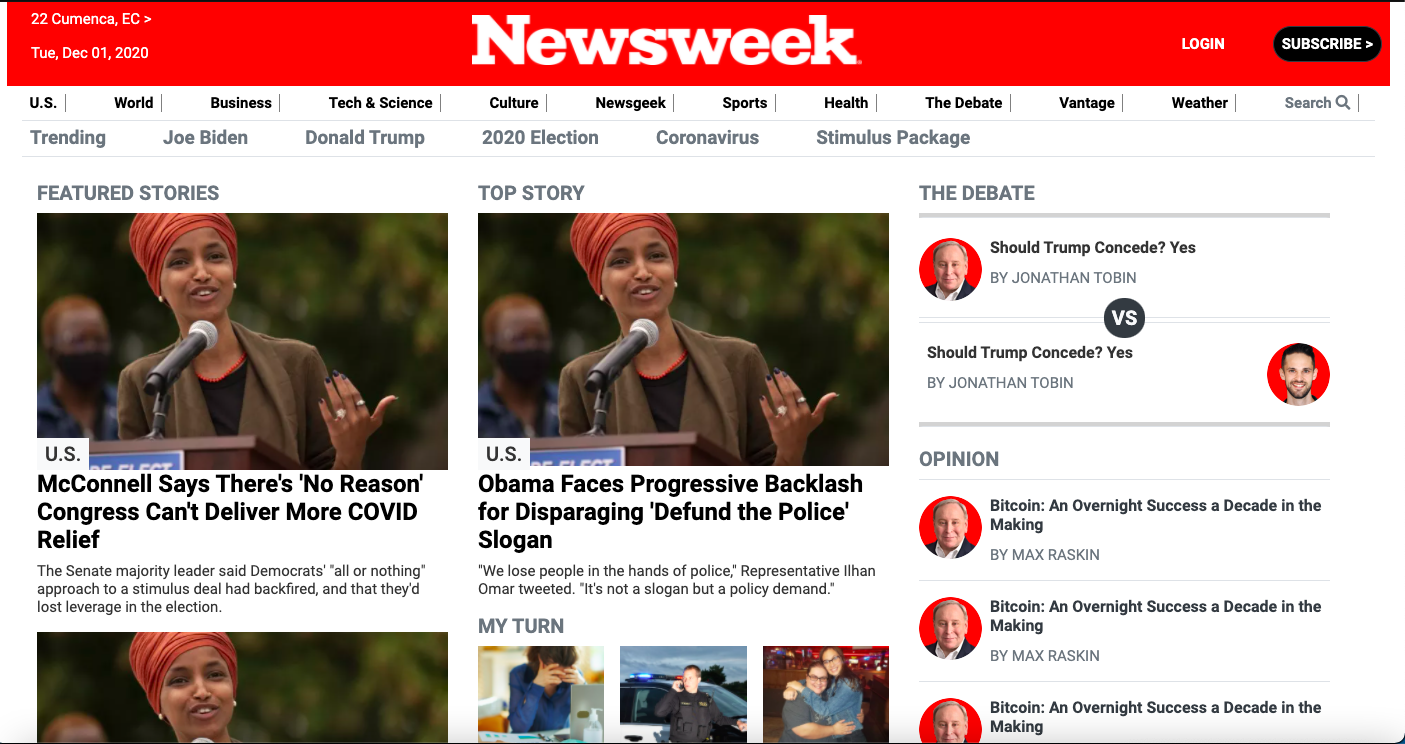 22 Cumenca, EC >
Tue, Dec 01, 2020
Newsweek
LOGIN
SUBSCRIBE >
U.S.
World
Business
Tech & Science
Culture
Newsgeek
Sports
Health
The Debate
Vantage
Weather
Search
Trending
Joe Biden
Donald Trump
2020 Election
Coronavirus
Stimulus Package
FEATURED STORIES
U.S.
McConnell Says There's 'No Reason'
Congress Can't Deliver More COVID
Relief
The Senate majority leader said Democrats' "all or nothing"
approach to a stimulus deal had backfired, and that they'd
lost leverage in the election.
TOP STORY
U.S.
Obama Faces Progressive Backlash
for Disparaging 'Defund the Police'
Slogan
"We lose people in the hands of police," Representative Ilhan
Omar tweeted. "It's not a slogan but a policy demand."
MY TURN
THE DEBATE
Should Trump Concede? Yes
BY JONATHAN TOBIN
VS
Should Trump Concede? Yes
BY JONATHAN TOBIN
OPINION
Bitcoin: An Overnight Success a Decade in the
Making
BY MAX RASKIN
Bitcoin: An Overnight Success a Decade in the
Making
BY MAX RASKIN
Bitcoin: An Overnight Success a Decade in the
Making